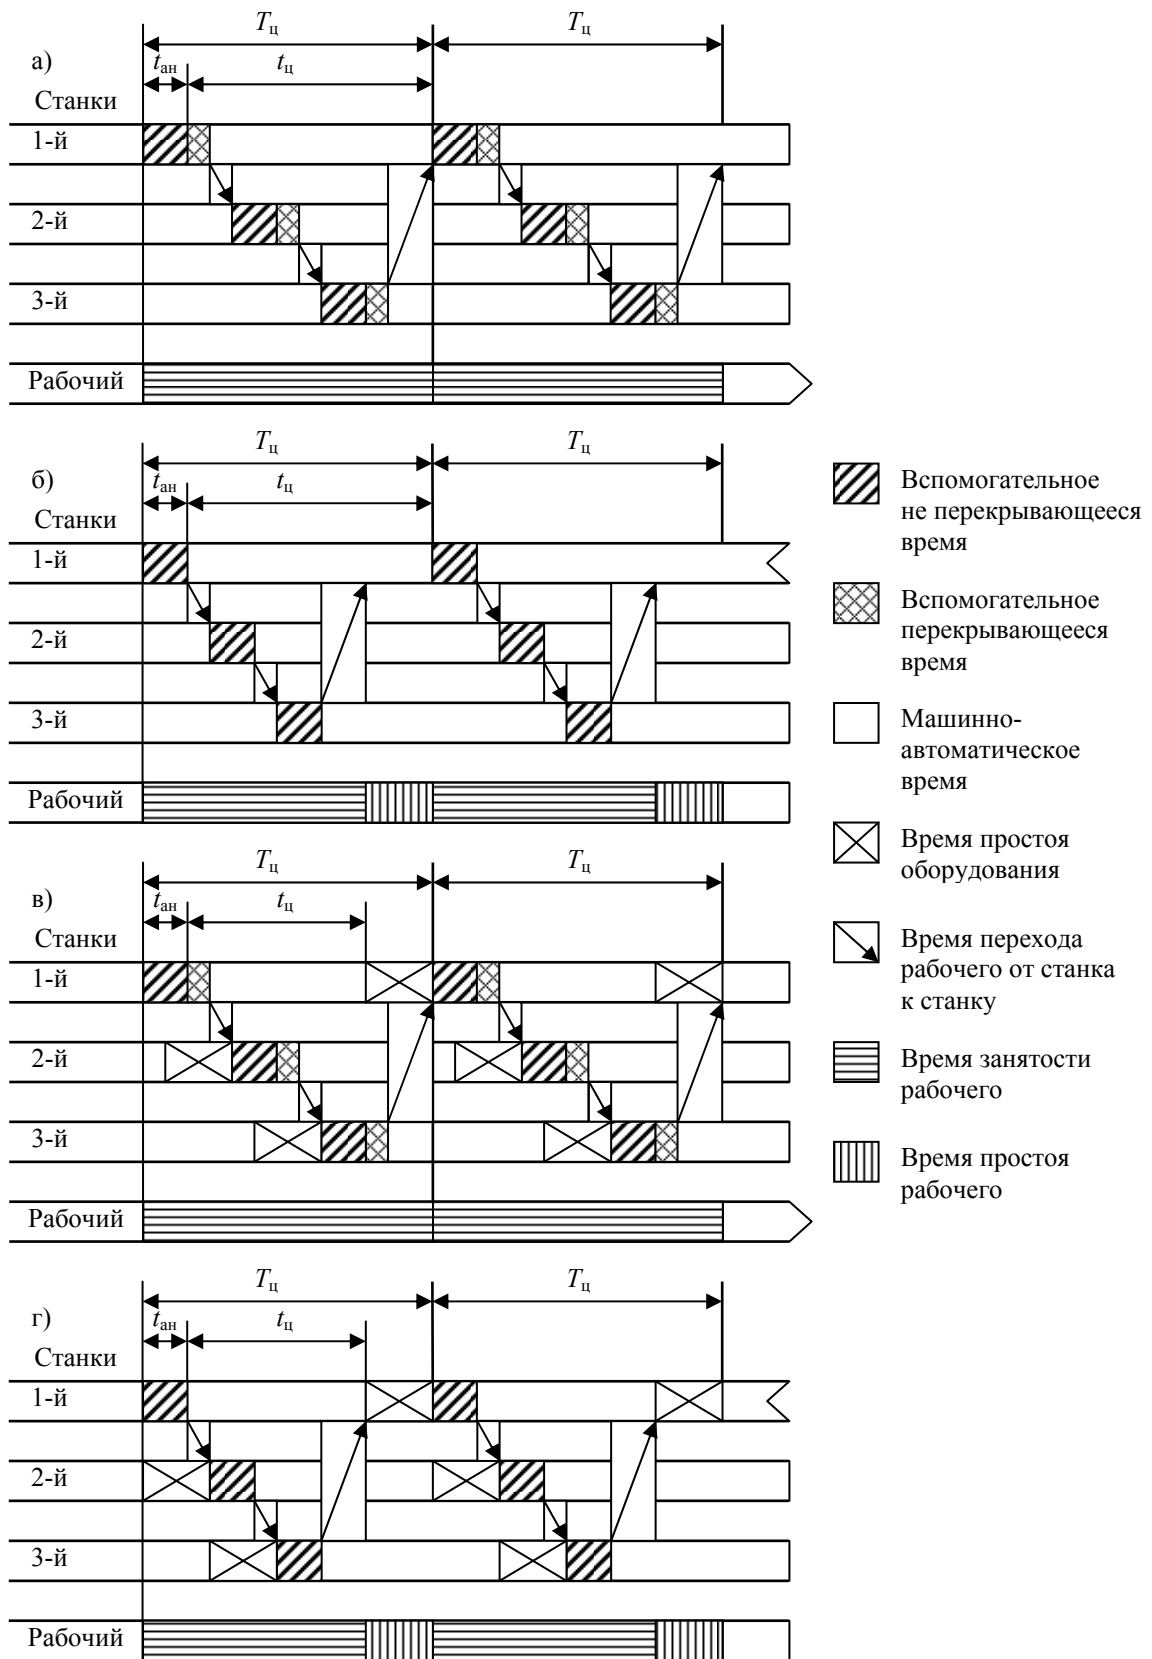 Tц Tц
а) tан tц
Станки
1-й
2-й
3-й
Рабочий
Tц Tц
б) tан tц
Станки
1-й
2-й
3-й
Рабочий
Tц Tц
в) tан tц
Станки
1-й
2-й
3-й
Рабочий
Tц Tц
г) tан tц
Станки
1-й
2-й
3-й
Рабочий
Вспомогательное
не перекрывающееся
время
Вспомогательное
перекрывающееся
время
Машинно-
автоматическое
время
Время простоя
оборудования
Время перехода
рабочего от станка
к станку
Время занятости
рабочего
Время простоя
рабочего